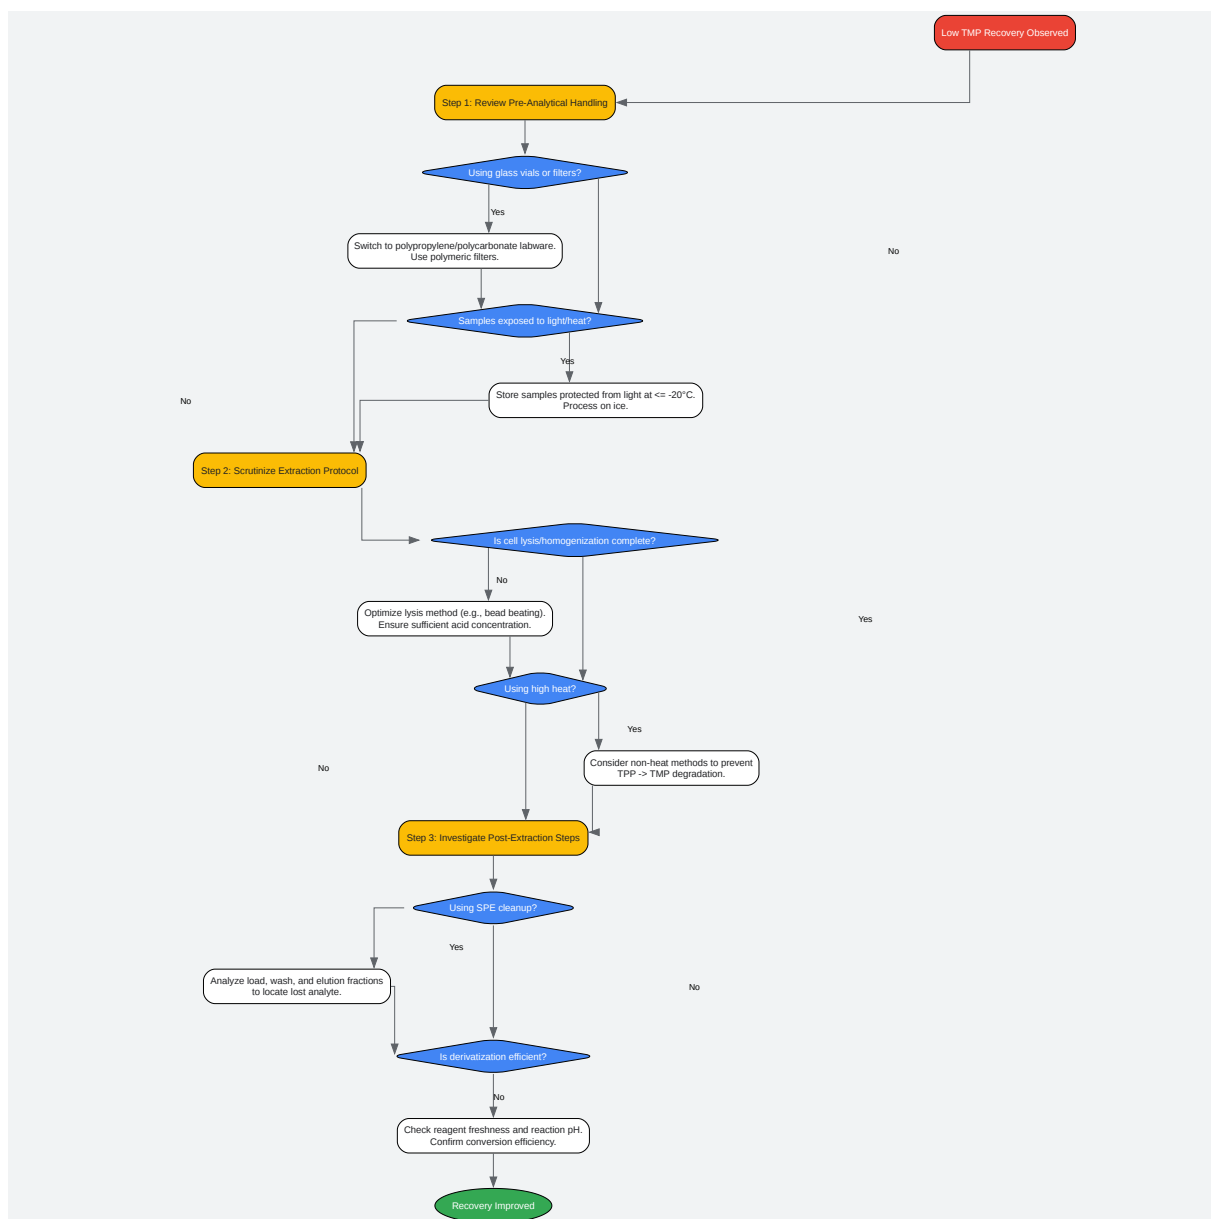 Low TMP Recovery Observed
Step 1: Review Pre-Analytical Handling
Using glass vials or filters?
Yes
Switch to polypropylene/polycarbonate labware.
Use polymeric filters.
No
Samples exposed to light/heat?
Yes
Store samples protected from light at <= -20°C.
Process on ice.
No
Step 2: Scrutinize Extraction Protocol
Is cell lysis/homogenization complete?
No
Optimize lysis method (e.g., bead beating).
Ensure sufficient acid concentration.
Yes
Using high heat?
Yes
Consider non-heat methods to prevent
TPP -> TMP degradation.
No
Step 3: Investigate Post-Extraction Steps
Using SPE cleanup?
Yes
Analyze load, wash, and elution fractions
to locate lost analyte.
No
Is derivatization efficient?
No
Check reagent freshness and reaction pH.
Confirm conversion efficiency.
Recovery Improved